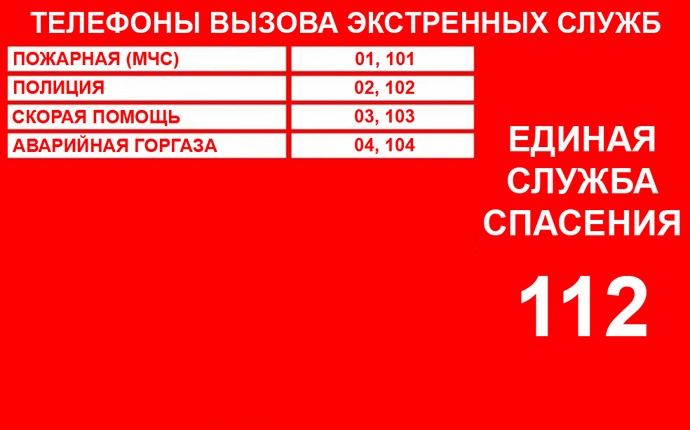 ТЕЛЕФОНЫ ВЫЗОВА ЭКСТРЕННЫХ СЛУЖБ
ПОЖАРНАЯ (МЧС) 01, 101
ПОЛИЦИЯ 02, 102
СКОРАЯ ПОМОЩЬ 03, 103
АВАРИЙНАЯ ГОРГАЗА 04, 104
ЕДИНАЯ
СЛУЖБА
СПАСЕНИЯ
112